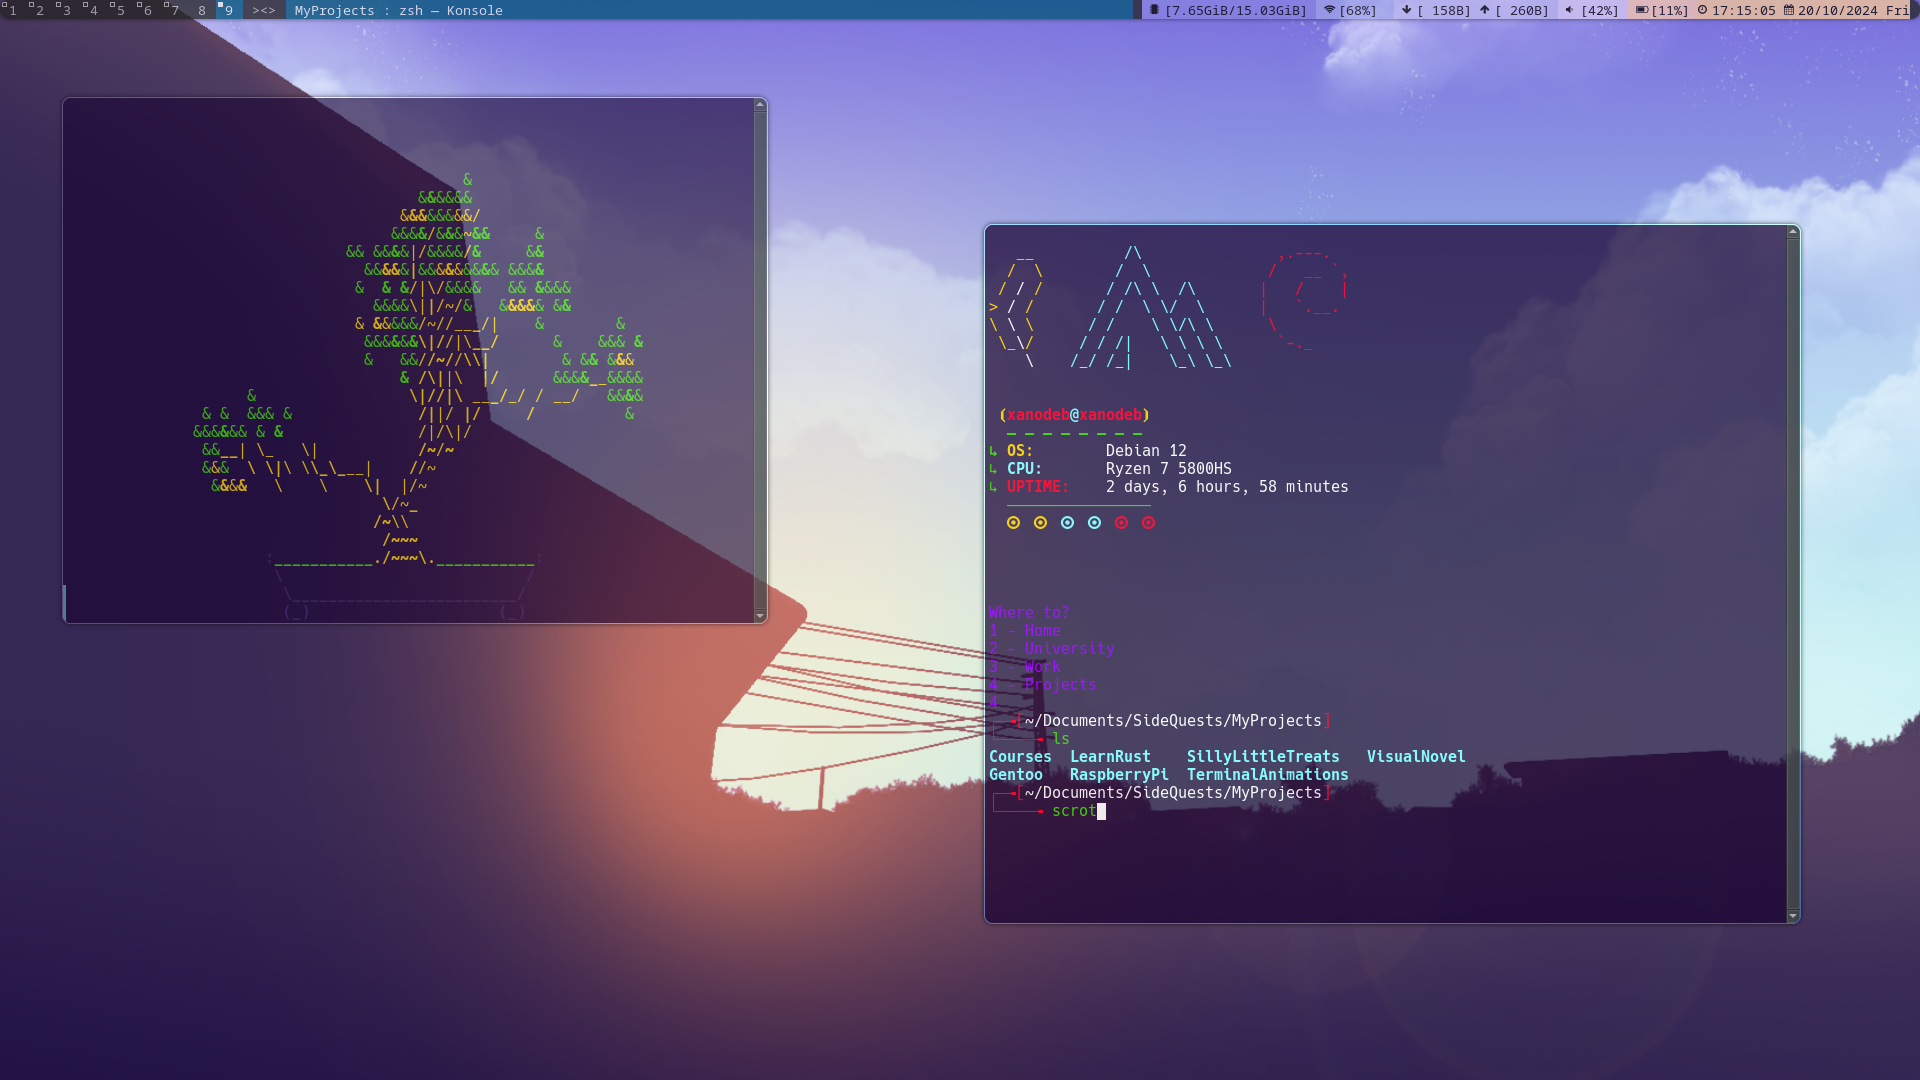 1 2 3 4 5 6 7 8 9 ><> MyProjects : zsh — Konsole [7.65GiB/15.03GiB] [68%] [ 158B] [ 260B] [42%] [11%] 17:15:05 20/10/2024 Fri
(xanodeb@xanodeb)
OS: Debian 12
CPU: Ryzen 7 5800HS
UPTIME: 2 days, 6 hours, 58 minutes
Where to?
1 - Home
2 - University
3 - Work
4 - Projects
4
[~/Documents/SideQuests/MyProjects]
ls
Courses LearnRust SillyLittleTreats VisualNovel
Gentoo RaspberryPi TerminalAnimations
[~/Documents/SideQuests/MyProjects]
scrot